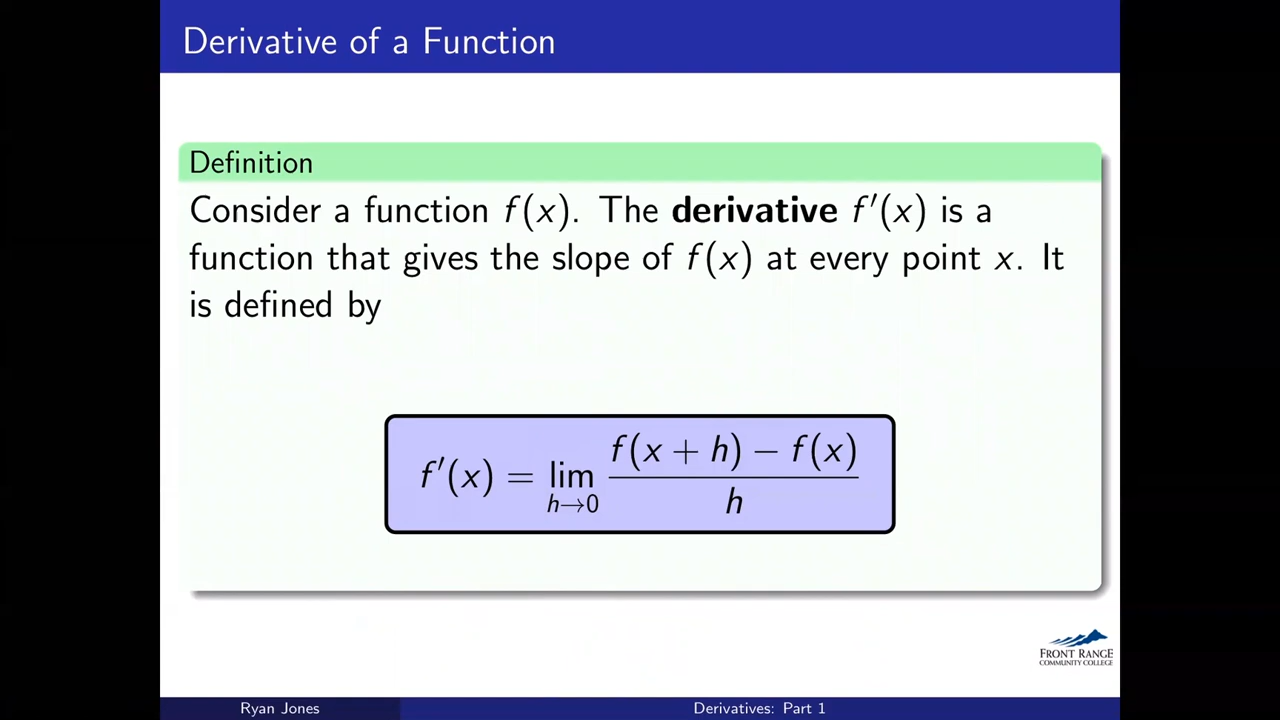 Derivative of a Function
Definition
Consider a function f(x). The derivative f′(x) is a
function that gives the slope of f(x) at every point x. It
is defined by
f′(x) = lim h→0 f(x + h) − f(x) / h
FRONT RANGE
COMMUNITY COLLEGE
Ryan Jones
Derivatives: Part 1